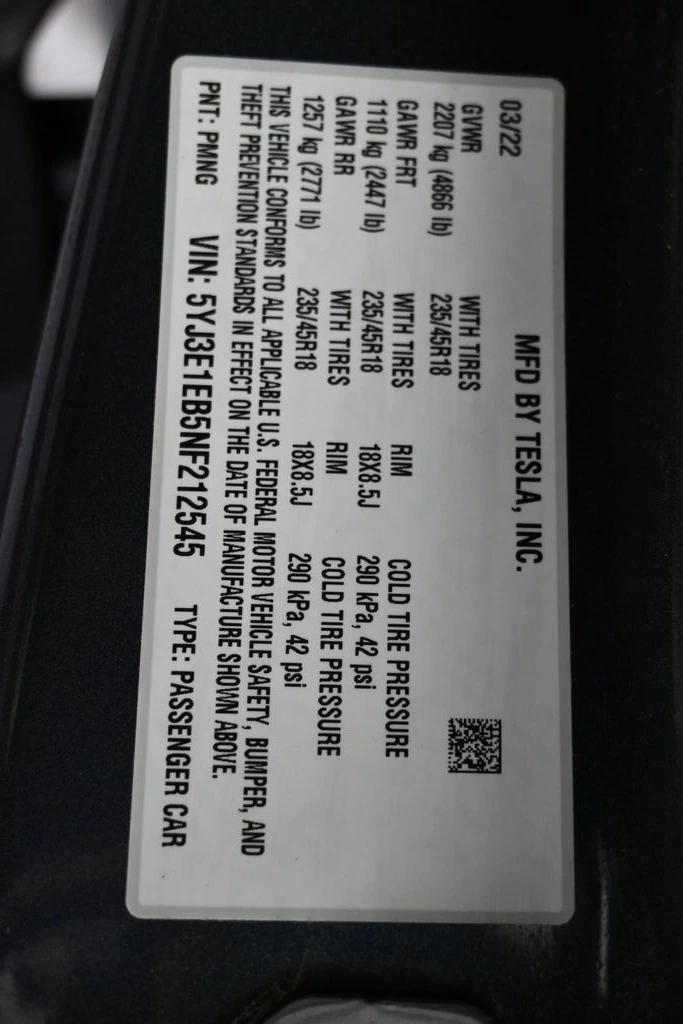 MFD BY TESLA, INC.
03/22
GVWR
2207 kg (4866 lb) WITH TIRES 235/45R18
GAWR FRT WITH TIRES RIM COLD TIRE PRESSURE
1110 kg (2447 lb) 235/45R18 18X8.5J 290 kPa, 42 psi
GAWR RR WITH TIRES RIM COLD TIRE PRESSURE
1257 kg (2771 lb) 235/45R18 18X8.5J 290 kPa, 42 psi
THIS VEHICLE CONFORMS TO ALL APPLICABLE U.S. FEDERAL MOTOR VEHICLE SAFETY, BUMPER, AND
THEFT PREVENTION STANDARDS IN EFFECT ON THE DATE OF MANUFACTURE SHOWN ABOVE.
PNT: PMNG VIN: 5YJ3E1EB5NF212545 TYPE: PASSENGER CAR